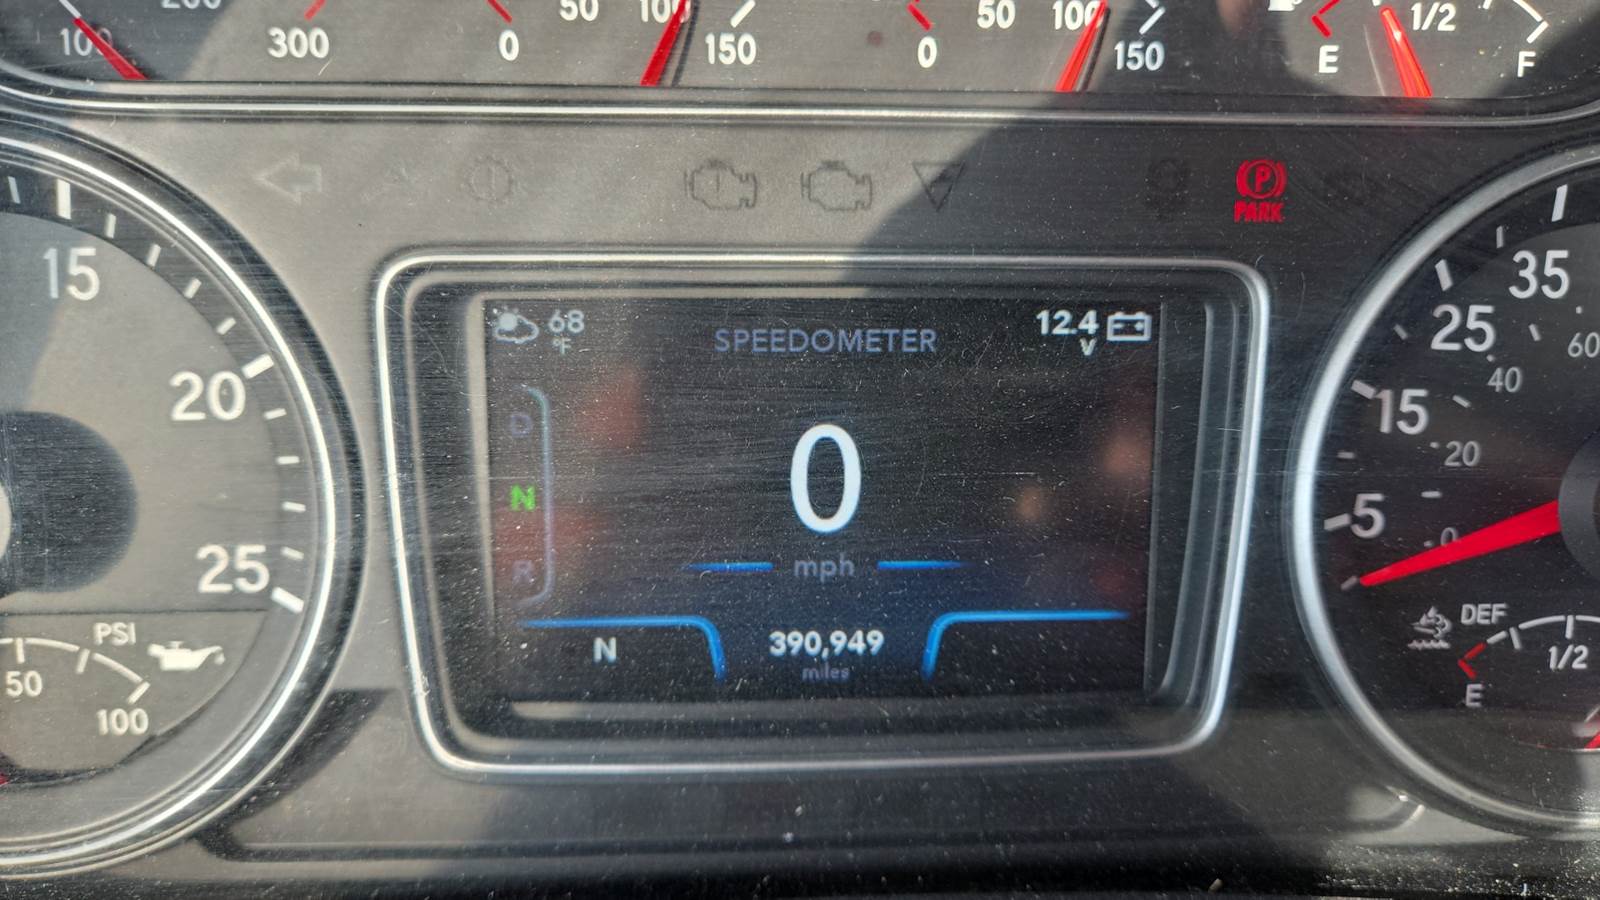 200 50 100 50 100 1/2
100 300 0 150 0 150 E F
PARK
15 20 25
PSI
50 100
68 °F
SPEEDOMETER
12.4 V
D
N
R
0
mph
N
390,949
miles
35
25 60
40
15
20
5
0
DEF
1/2
E